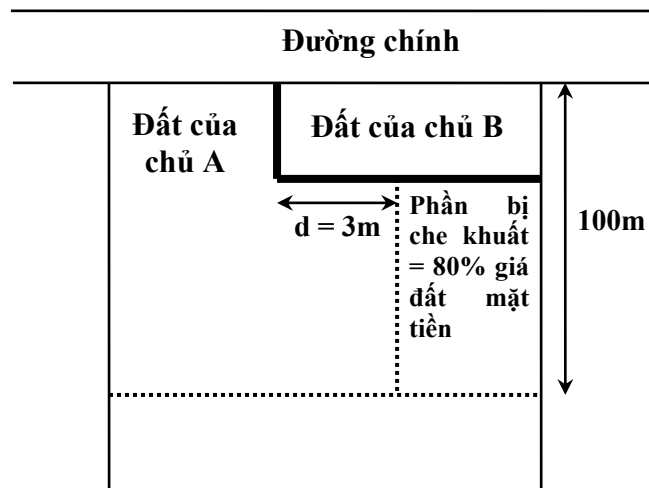 Đường chính
Đất của
chủ A
Đất của chủ B
d = 3m
Phần bị
che khuất
= 80% giá
đất mặt
tiền
100m